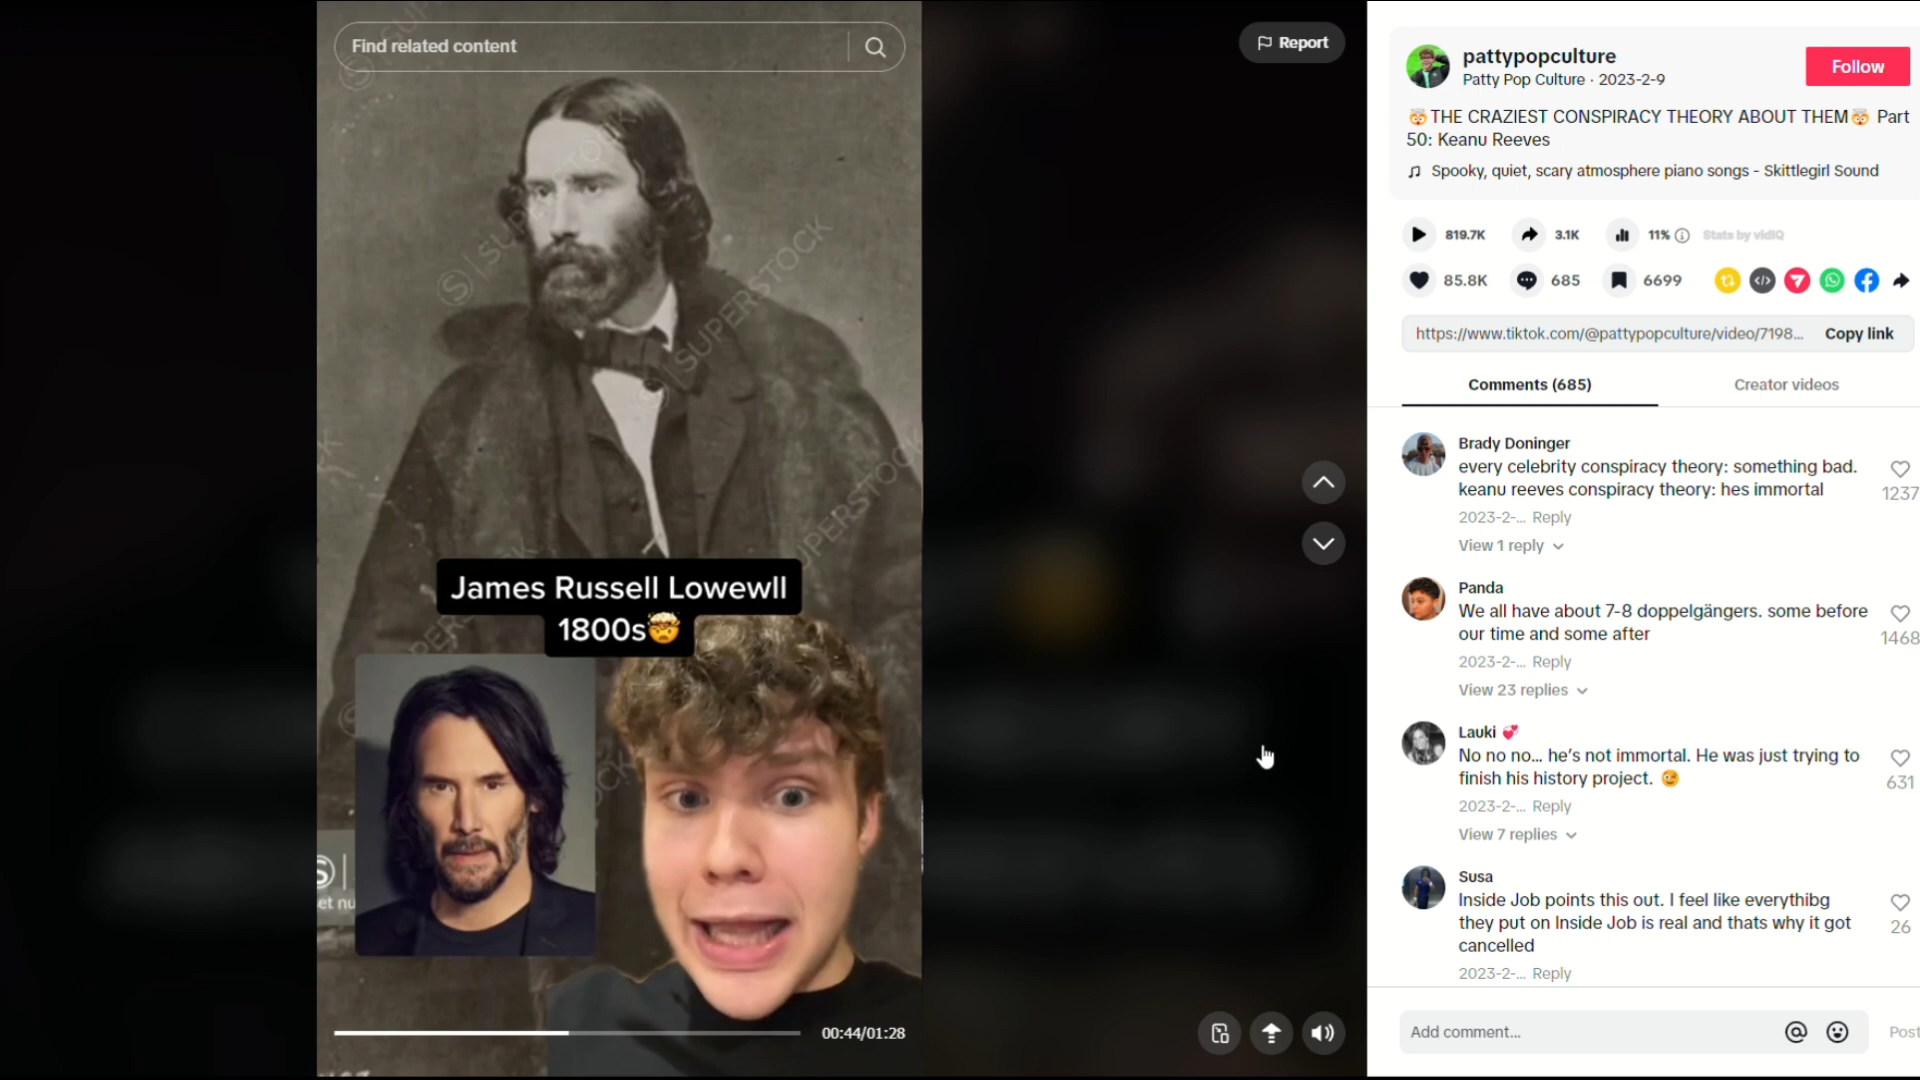 Find related content
Report
SUPERSTOCK
SUPERSTOCK
James Russell Lowewll
1800s🤯
00:44/01:28
pattypopculture
Patty Pop Culture · 2023-2-9
Follow
🤯THE CRAZIEST CONSPIRACY THEORY ABOUT THEM🤯 Part
50: Keanu Reeves
Spooky, quiet, scary atmosphere piano songs - Skittlegirl Sound
819.7K
3.1K
11%
Stats by vidIQ
85.8K
685
6699
https://www.tiktok.com/@pattypopculture/video/7198...
Copy link
Comments (685)
Creator videos
Brady Doninger
every celebrity conspiracy theory: something bad.
keanu reeves conspiracy theory: hes immortal
1237
2023-2-... Reply
View 1 reply
Panda
We all have about 7-8 doppelgängers. some before
our time and some after
1468
2023-2-... Reply
View 23 replies
Lauki 💞
No no no... he's not immortal. He was just trying to
finish his history project. 😉
631
2023-2-... Reply
View 7 replies
Susa
Inside Job points this out. I feel like everythibg
they put on Inside Job is real and thats why it got
cancelled
26
2023-2-... Reply
Add comment...
Post